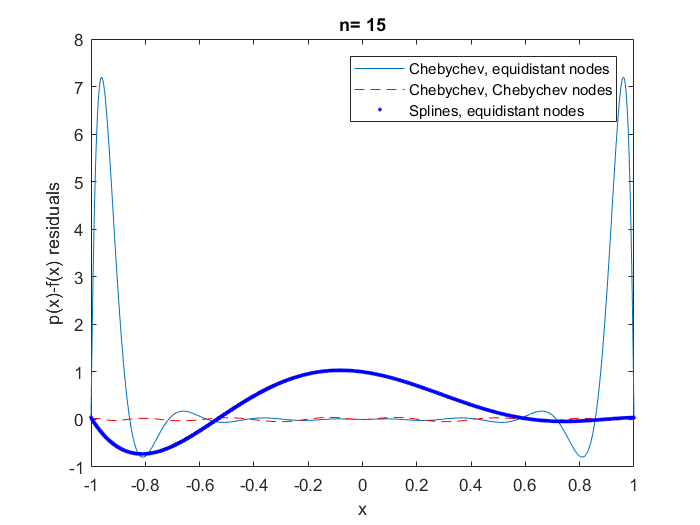 n= 15
8
7
6
5
4
3
2
1
0
-1
p(x)-f(x) residuals
Chebychev, equidistant nodes
Chebychev, Chebychev nodes
Splines, equidistant nodes
-1 -0.8 -0.6 -0.4 -0.2 0 0.2 0.4 0.6 0.8 1
x